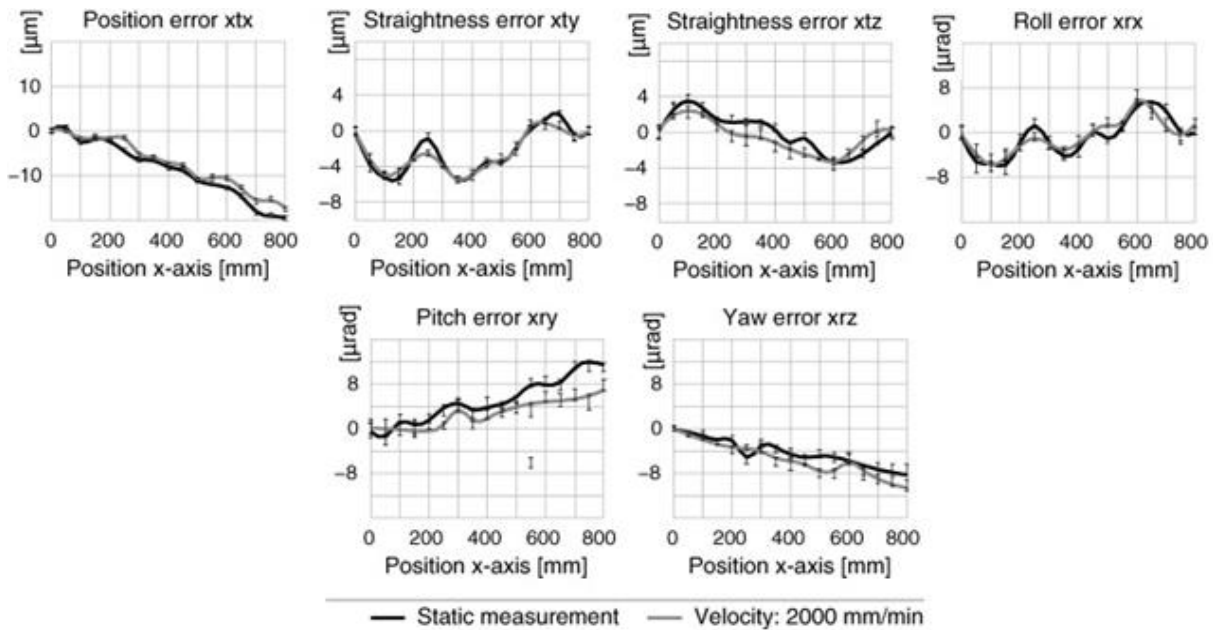 Position error xtx
Straightness error xty
Straightness error xtz
Roll error xrx
[µm]
10
0
−10
0 200 400 600 800
Position x-axis [mm]
[µm]
4
0
−4
−8
0 200 400 600 800
Position x-axis [mm]
[µm]
4
0
−4
−8
0 200 400 600 800
Position x-axis [mm]
[µrad]
8
0
−8
0 200 400 600 800
Position x-axis [mm]
Pitch error xry
Yaw error xrz
[µrad]
8
0
−8
0 200 400 600 800
Position x-axis [mm]
[µrad]
8
0
−8
0 200 400 600 800
Position x-axis [mm]
Static measurement Velocity: 2000 mm/min